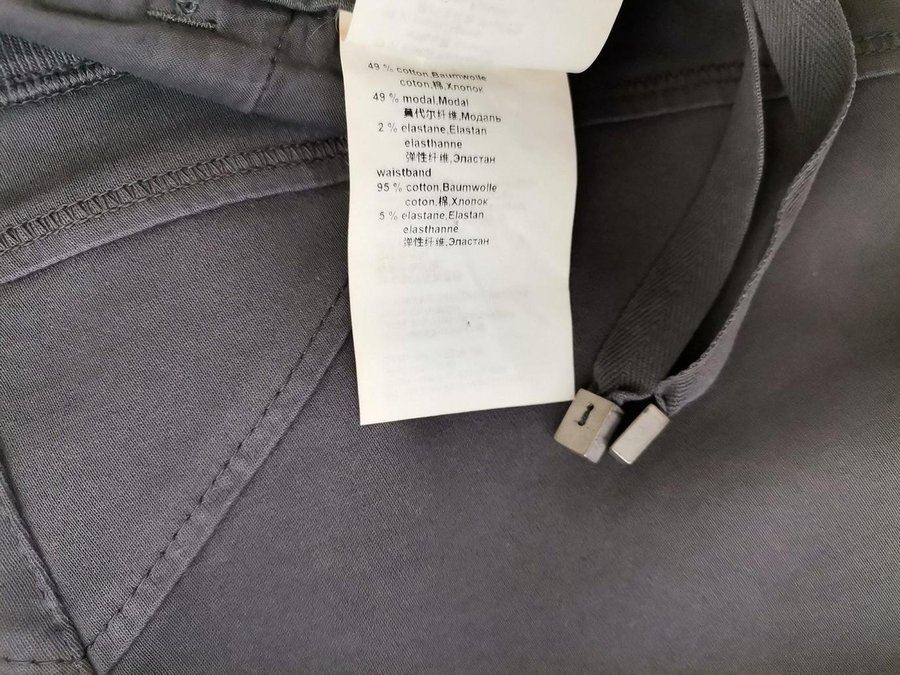 49 % cotton,Baumwolle
coton,棉,Хлопок
49 % modal,Modal
莫代尔纤维,Модаль
2 % elastane,Elastan
elasthanne
弹性纤维,Эластан
waistband
95 % cotton,Baumwolle
coton,棉,Хлопок
5 % elastane,Elastan
elasthanne
弹性纤维,Эластан